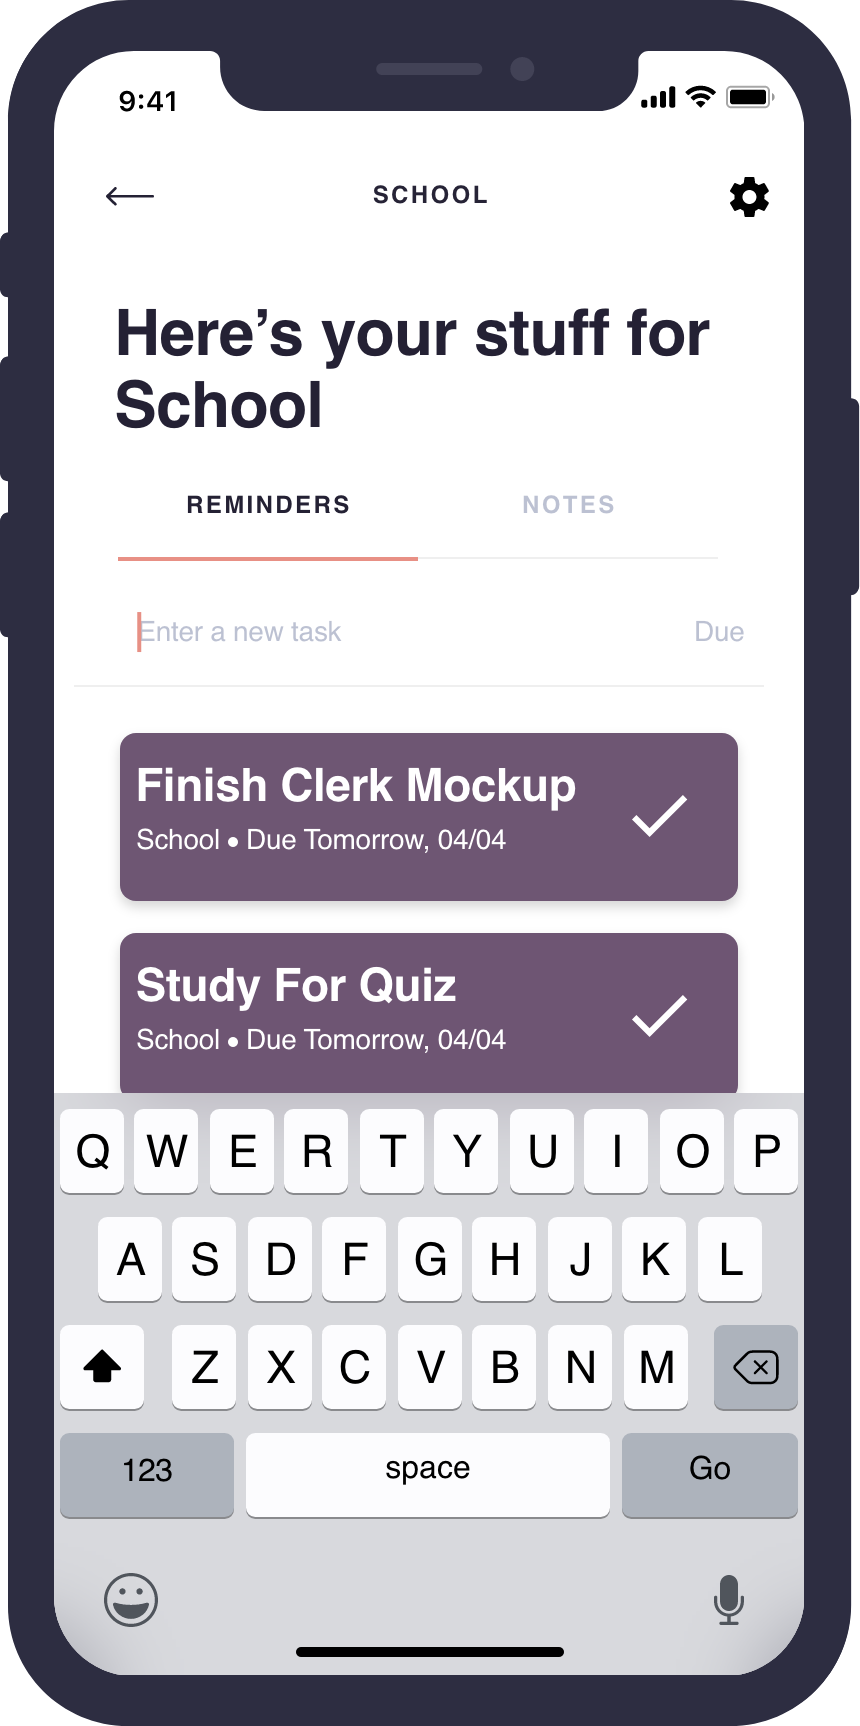 9:41
SCHOOL
Here’s your stuff for
School
REMINDERS NOTES
Enter a new task Due
Finish Clerk Mockup
School • Due Tomorrow, 04/04
Study For Quiz
School • Due Tomorrow, 04/04
Q W E R T Y U I O P
A S D F G H J K L
Z X C V B N M
123 space Go